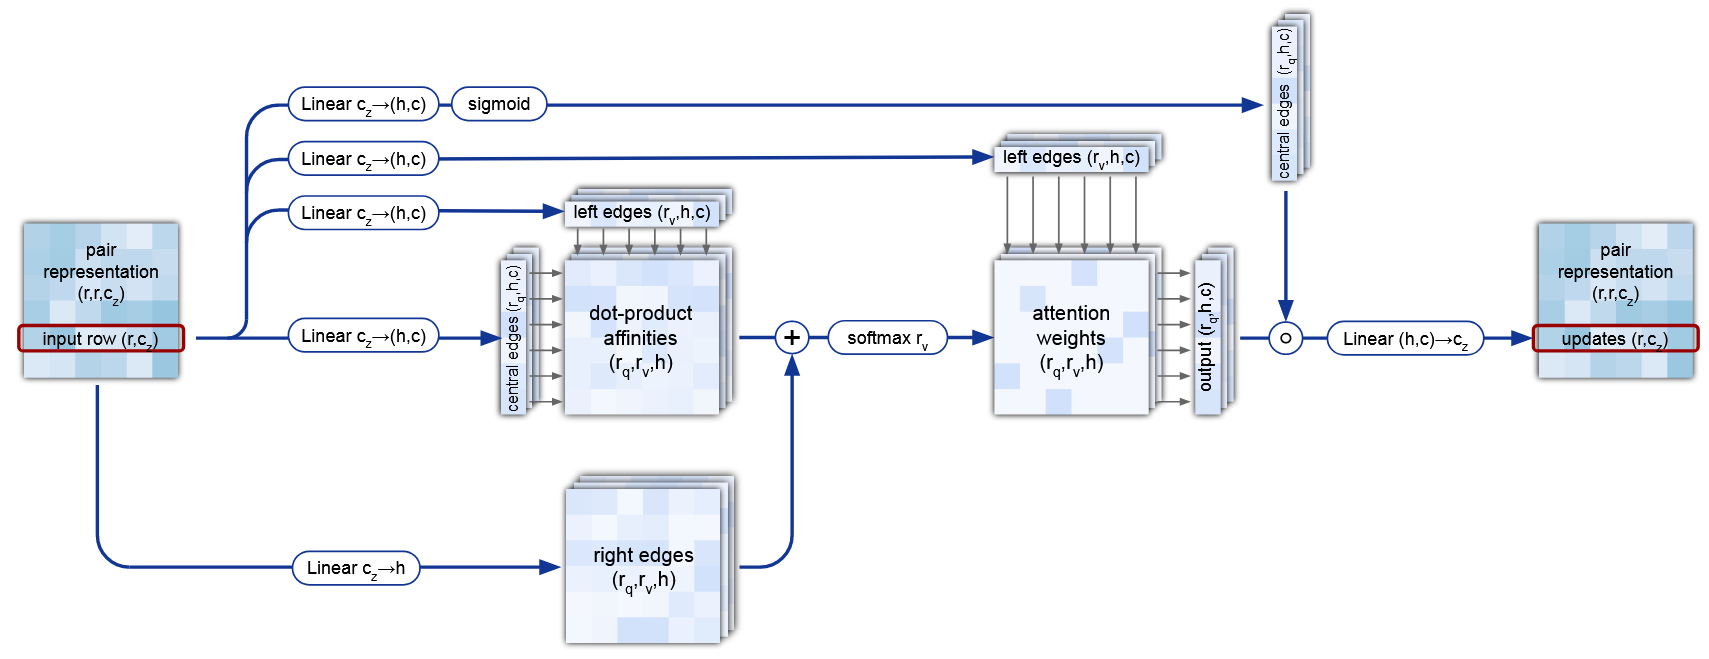 central edges (r_q,h,c)
Linear c_z→(h,c)
sigmoid
Linear c_z→(h,c)
left edges (r_v,h,c)
Linear c_z→(h,c)
left edges (r_v,h,c)
pair
representation
(r,r,c_z)
input row (r,c_z)
Linear c_z→(h,c)
central edges (r_q,h,c)
dot-product
affinities
(r_q,r_v,h)
+
softmax r_v
attention
weights
(r_q,r_v,h)
output (r_q,h,c)
Linear (h,c)→c_z
pair
representation
(r,r,c_z)
updates (r,c_z)
Linear c_z→h
right edges
(r_q,r_v,h)